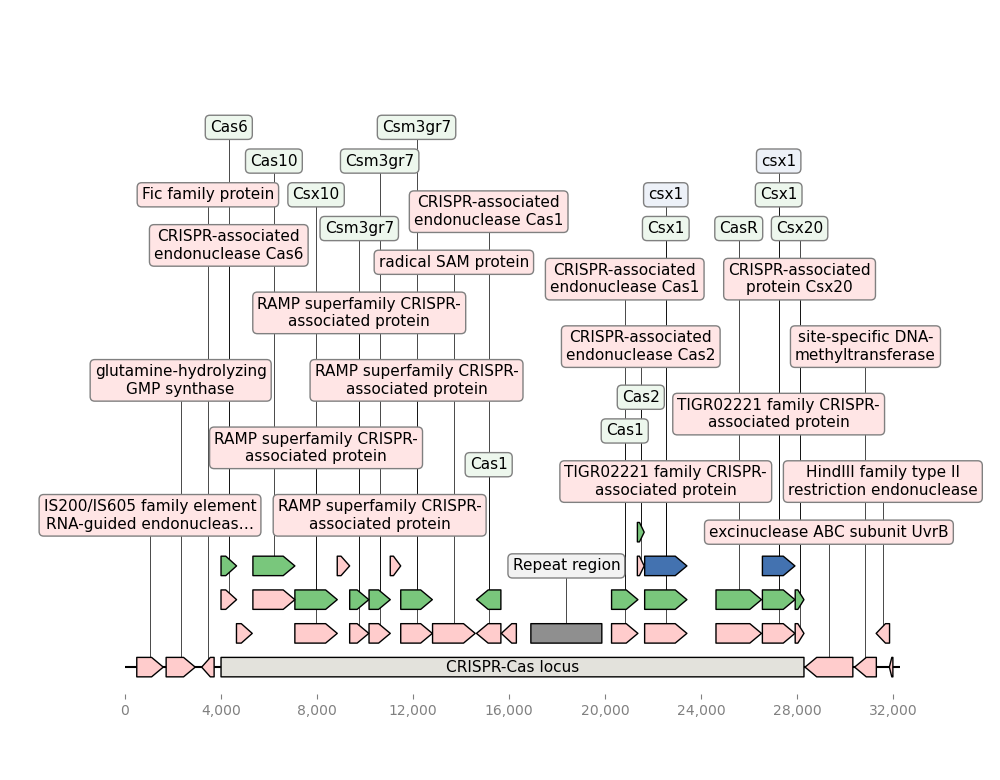 Cas6
Csm3gr7
Cas10
Csm3gr7
csx1
Fic family protein
Csx10
csx1
Csx1
CRISPR-associated
endonuclease Cas1
Csm3gr7
Csx1
CasR
Csx20
CRISPR-associated
endonuclease Cas6
radical SAM protein
CRISPR-associated
endonuclease Cas1
CRISPR-associated
protein Csx20
RAMP superfamily CRISPR-
associated protein
CRISPR-associated
endonuclease Cas2
site-specific DNA-
methyltransferase
glutamine-hydrolyzing
GMP synthase
RAMP superfamily CRISPR-
associated protein
Cas2
TIGR02221 family CRISPR-
associated protein
Cas1
RAMP superfamily CRISPR-
associated protein
Cas1
TIGR02221 family CRISPR-
associated protein
HindIII family type II
restriction endonuclease
IS200/IS605 family element
RNA-guided endonucleas...
RAMP superfamily CRISPR-
associated protein
excinuclease ABC subunit UvrB
Repeat region
CRISPR-Cas locus
0
4,000
8,000
12,000
16,000
20,000
24,000
28,000
32,000